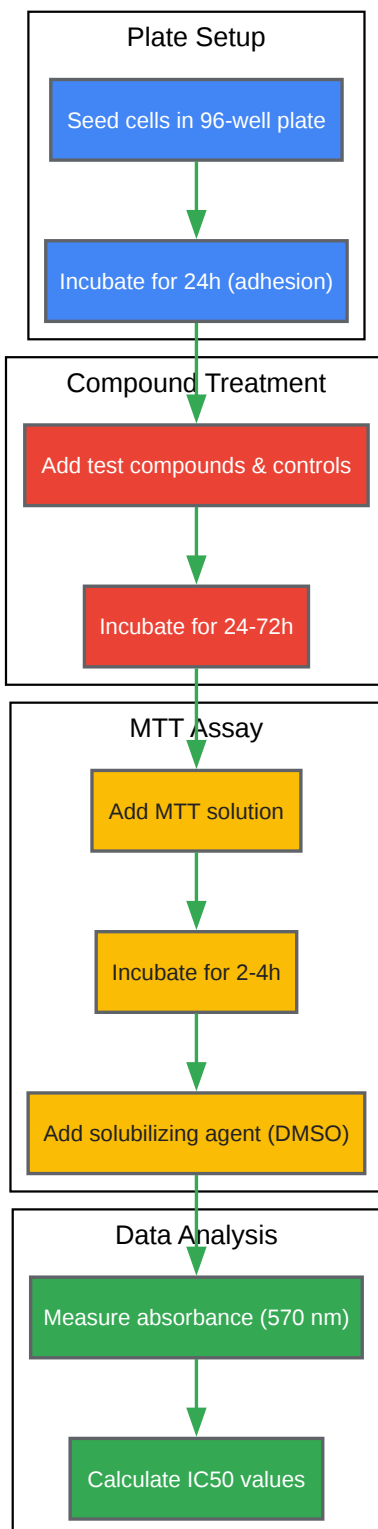 Plate Setup
Seed cells in 96-well plate
Incubate for 24h (adhesion)
Compound Treatment
Add test compounds & controls
Incubate for 24-72h
MTT Assay
Add MTT solution
Incubate for 2-4h
Add solubilizing agent (DMSO)
Data Analysis
Measure absorbance (570 nm)
Calculate IC50 values